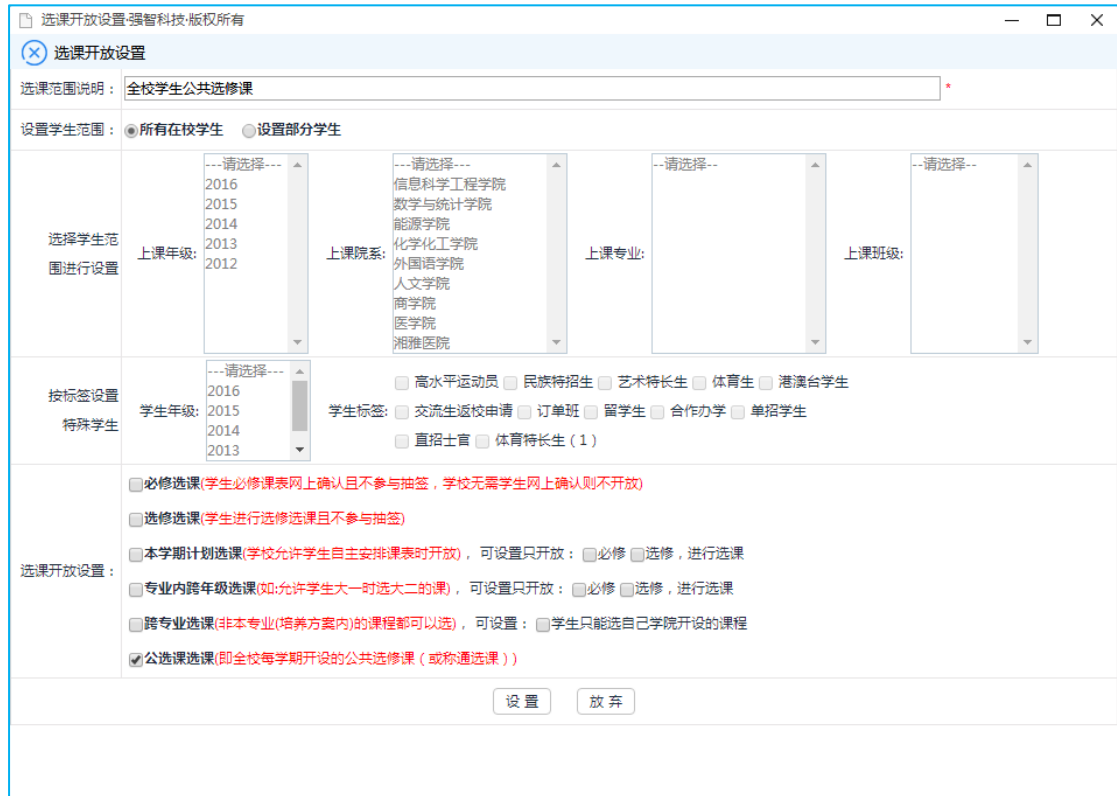 选课开放设置·强智科技·版权所有
选课开放设置
选课范围说明：全校学生公共选修课 *
设置学生范围：所有在校学生 设置部分学生
选择学生范
围进行设置
上课年级:
---请选择---
2016
2015
2014
2013
2012
上课院系:
---请选择---
信息科学工程学院
数学与统计学院
能源学院
化学化工学院
外国语学院
人文学院
商学院
医学院
湘雅医院
上课专业:
--请选择--
上课班级:
--请选择--
按标签设置
特殊学生
学生年级:
---请选择---
2016
2015
2014
2013
学生标签:
高水平运动员 民族特招生 艺术特长生 体育生 港澳台学生
交流生返校申请 订单班 留学生 合作办学 单招学生
直招士官 体育特长生（1）
选课开放设置：
必修选课(学生必修课表网上确认且不参与抽签，学校无需学生网上确认则不开放)
选修选课(学生进行选修选课且不参与抽签)
本学期计划选课(学校允许学生自主安排课表时开放)，可设置只开放：必修 选修，进行选课
专业内跨年级选课(如:允许学生大一时选大二的课)，可设置只开放：必修 选修，进行选课
跨专业选课(非本专业(培养方案内)的课程都可以选)，可设置：学生只能选自己学院开设的课程
公选课选课(即全校每学期开设的公共选修课（或称通选课）)
设 置 放 弃